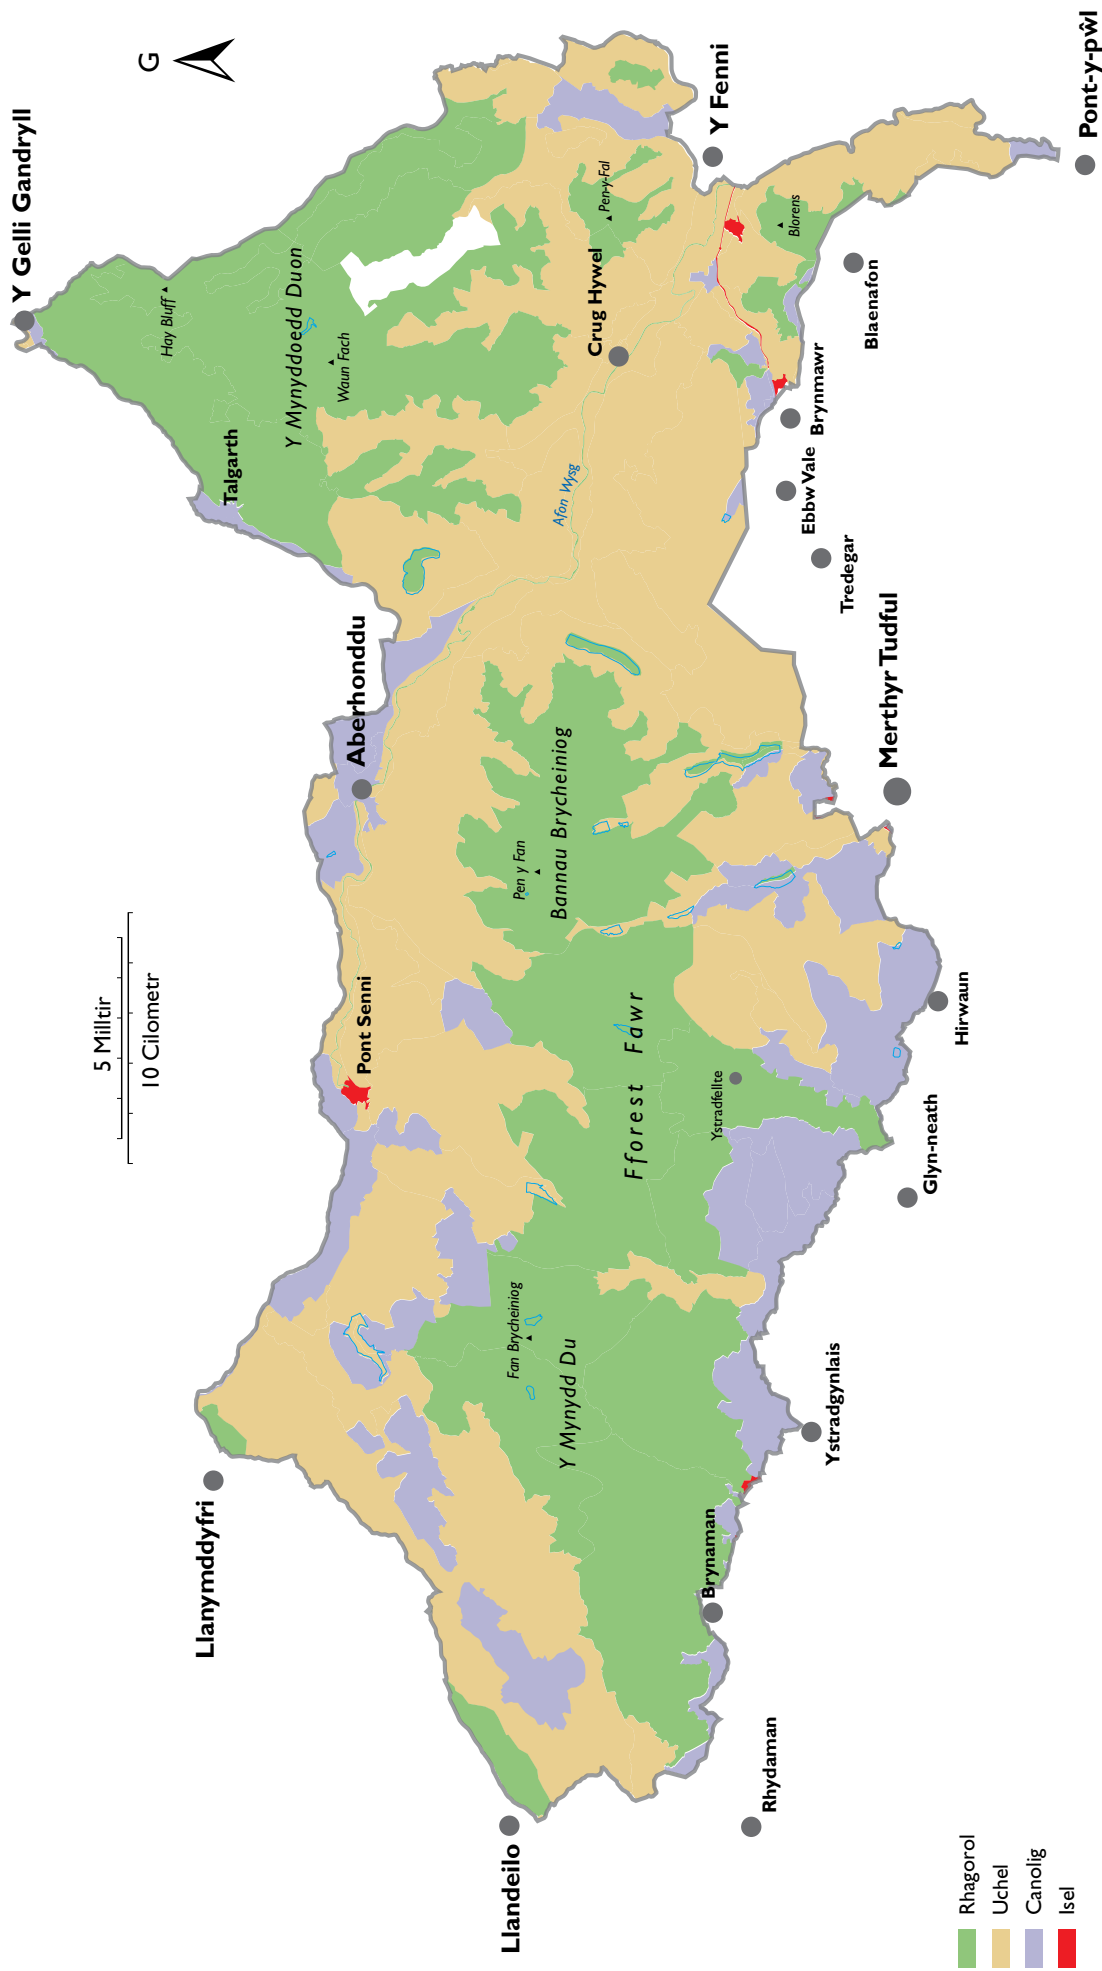 G
Y Gelli Gandryll
Hay Bluff
Y Mynyddoedd Duon
Waun Fach
Talgarth
Pen-y-Fal
Crug Hywel
Y Fenni
Pont-y-pŵl
Blorens
Blaenafon
Brynmawr
Ebbw Vale
Tredegar
Afon Wysg
Merthyr Tudful
Aberhonddu
Pen y Fan
Bannau Brycheiniog
5 Milltir
10 Cilometr
Pont Senni
Fforest Fawr
Ystradfellte
Hirwaun
Glyn-neath
Fan Brycheiniog
Y Mynydd Du
Ystradgynlais
Llanymddyfri
Brynaman
Rhydaman
Llandeilo
Rhagorol
Uchel
Canolig
Isel